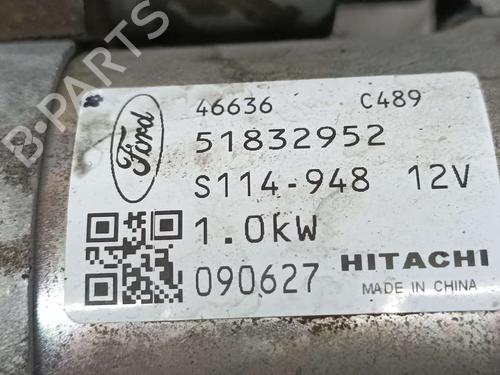 B-PARTS
46636 C489
Ford
51832952
S114-948 12V
1.0kW
090627 HITACHI
MADE IN CHINA